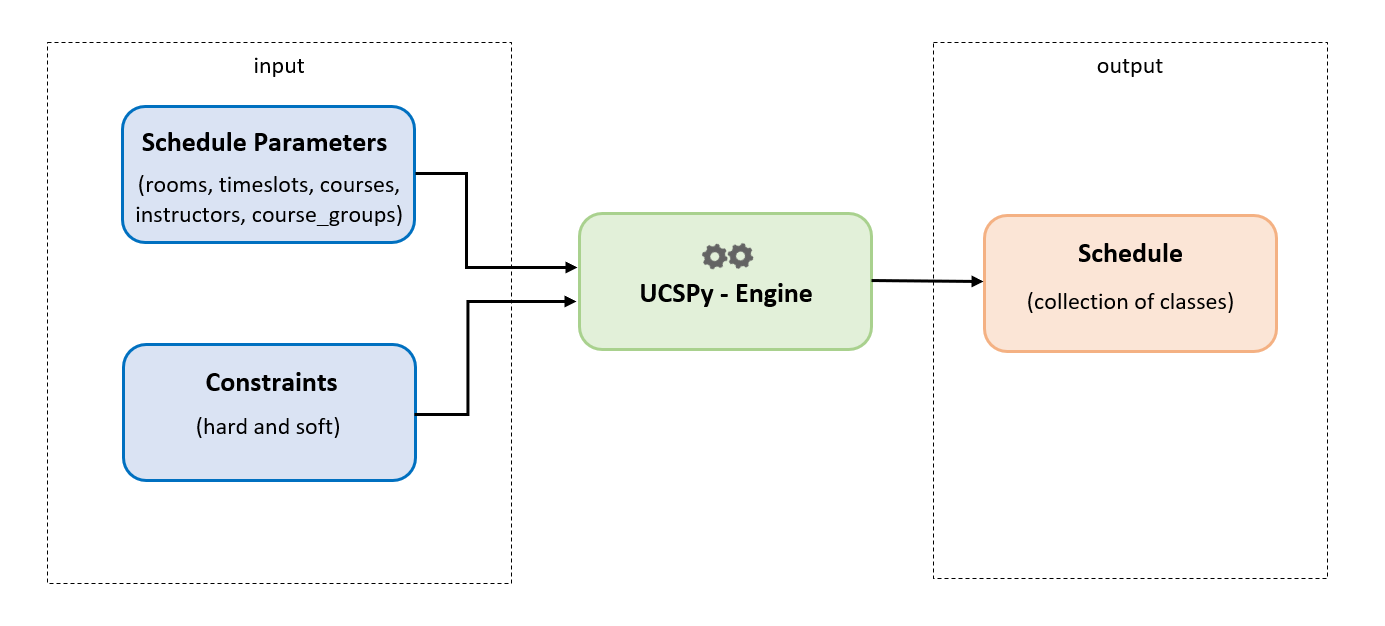 input
Schedule Parameters
(rooms, timeslots, courses,
instructors, course_groups)
Constraints
(hard and soft)
UCSPy - Engine
output
Schedule
(collection of classes)